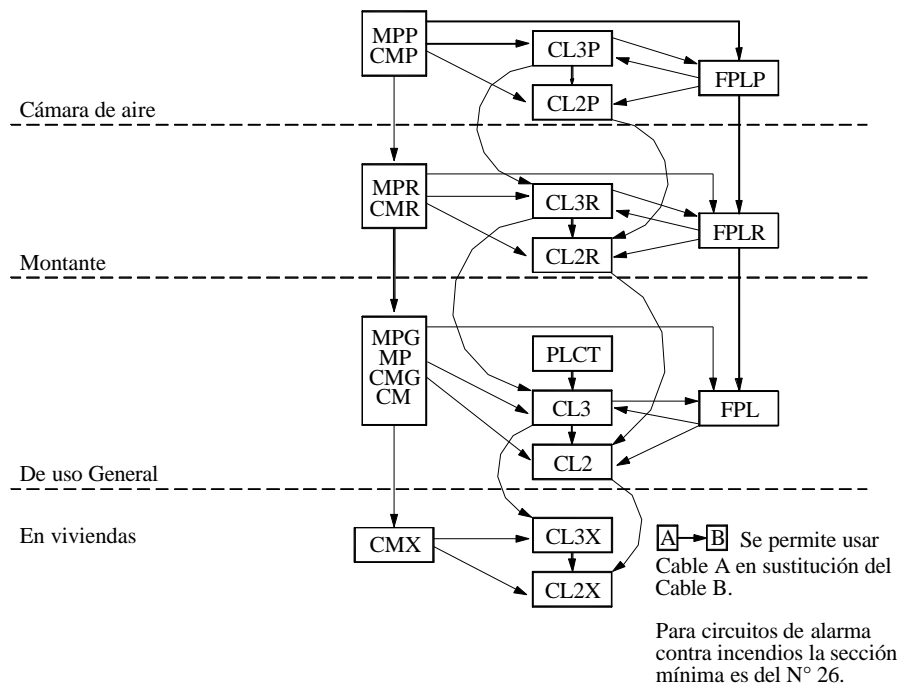 MPP
CMP
CL3P
FPLP
CL2P
Cámara de aire
MPR
CMR
CL3R
FPLR
CL2R
Montante
MPG
MP
CMG
CM
PLCT
CL3
FPL
CL2
De uso General
En viviendas
CMX
CL3X
CL2X
A B Se permite usar
Cable A en sustitución del
Cable B.
Para circuitos de alarma
contra incendios la sección
mínima es del N° 26.